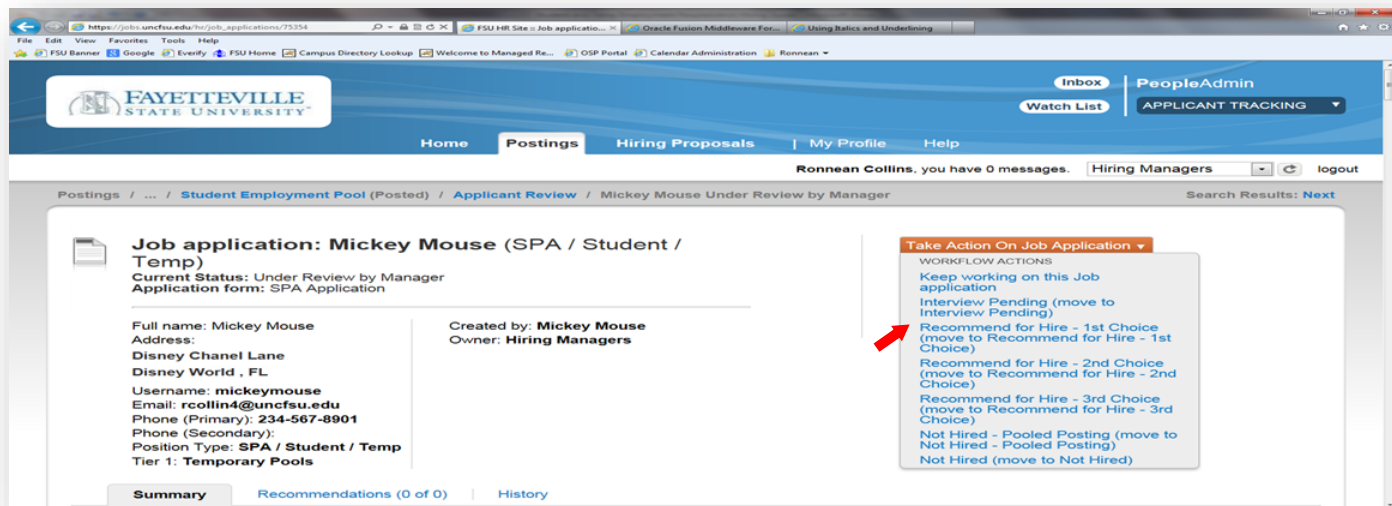 https://jobs.uncfsu.edu/hr/job_applications/75354
FSU HR Site :: Job applicatio...
Oracle Fusion Middleware For...
Using Italics and Underlining
File Edit View Favorites Tools Help
FSU Banner Google Everify FSU Home Campus Directory Lookup Welcome to Managed Re... OSP Portal Calendar Administration Ronnean
FAYETTEVILLE
STATE UNIVERSITY
Inbox PeopleAdmin
Watch List APPLICANT TRACKING
Home Postings Hiring Proposals | My Profile Help
Ronnean Collins, you have 0 messages. Hiring Managers logout
Postings / ... / Student Employment Pool (Posted) / Applicant Review / Mickey Mouse Under Review by Manager Search Results: Next
Job application: Mickey Mouse (SPA / Student /
Temp)
Current Status: Under Review by Manager
Application form: SPA Application
Full name: Mickey Mouse
Address:
Disney Chanel Lane
Disney World , FL
Username: mickeymouse
Email: rcollin4@uncfsu.edu
Phone (Primary): 234-567-8901
Phone (Secondary):
Position Type: SPA / Student / Temp
Tier 1: Temporary Pools
Created by: Mickey Mouse
Owner: Hiring Managers
Take Action On Job Application
WORKFLOW ACTIONS
Keep working on this Job
application
Interview Pending (move to
Interview Pending)
Recommend for Hire - 1st Choice
(move to Recommend for Hire - 1st
Choice)
Recommend for Hire - 2nd Choice
(move to Recommend for Hire - 2nd
Choice)
Recommend for Hire - 3rd Choice
(move to Recommend for Hire - 3rd
Choice)
Not Hired - Pooled Posting (move to
Not Hired - Pooled Posting)
Not Hired (move to Not Hired)
Summary Recommendations (0 of 0) History